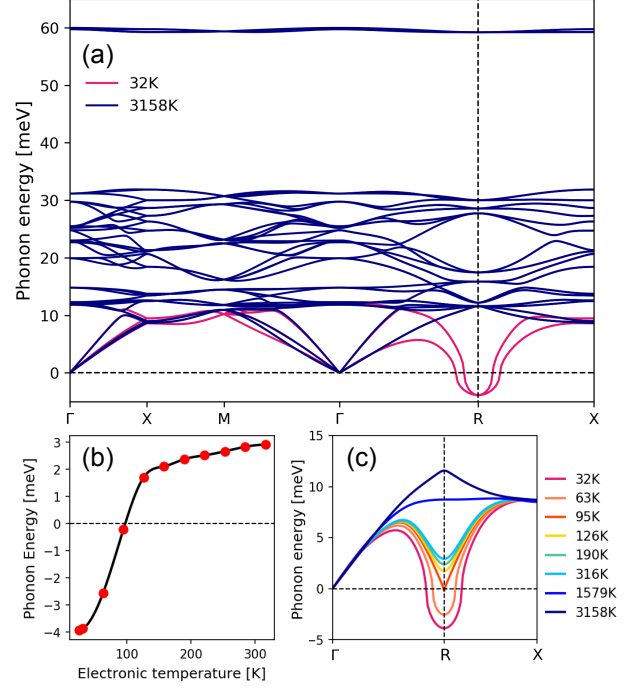 (a)
32K
3158K
Phonon energy [meV]
60
50
40
30
20
10
0
Γ X M Γ R X
(b)
Phonon Energy [meV]
3
2
1
0
−1
−2
−3
−4
100 200 300
Electronic temperature [K]
(c)
Phonon Energy [meV]
15
10
5
0
−5
Γ R X
32K
63K
95K
126K
190K
316K
1579K
3158K